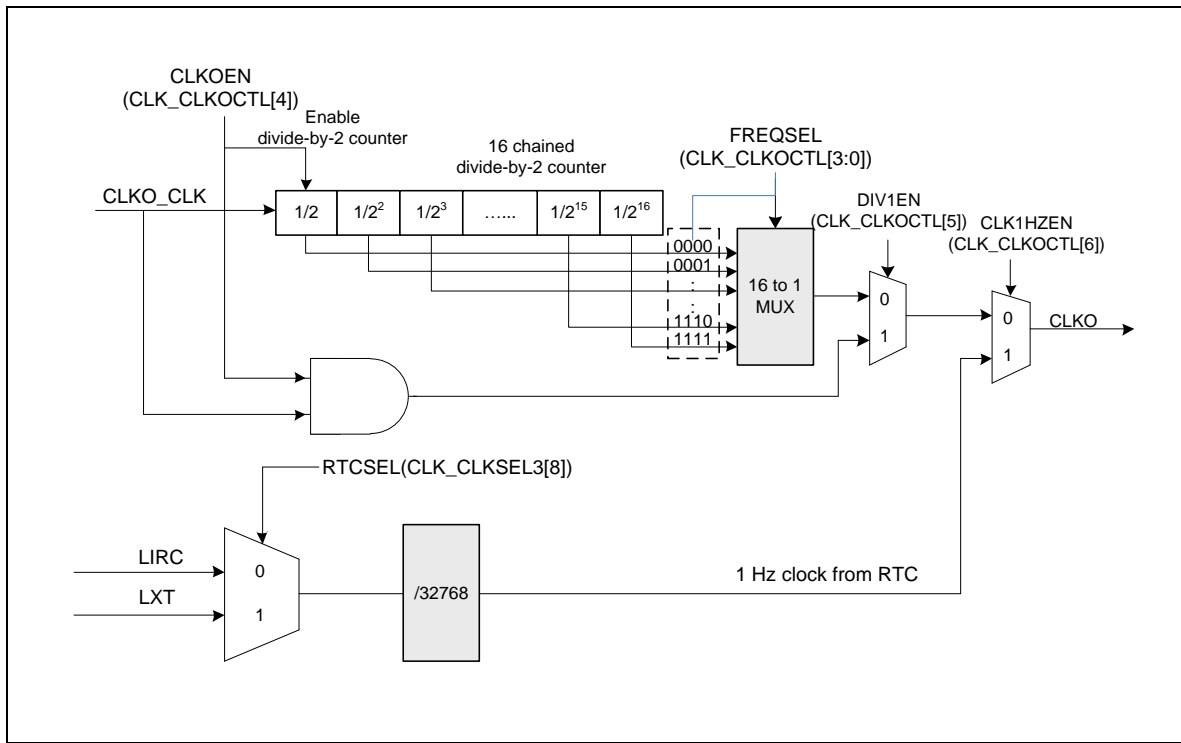 CLKOEN
(CLK_CLKOCTL[4])
Enable
divide-by-2 counter
16 chained
divide-by-2 counter
FREQSEL
(CLK_CLKOCTL[3:0])
DIV1EN
(CLK_CLKOCTL[5])
CLK1HZEN
(CLK_CLKOCTL[6])
CLKO_CLK
1/2 1/2² 1/2³ …... 1/2¹⁵ 1/2¹⁶
0000
0001
:
:
1110
1111
16 to 1
MUX
0
1
0
1
CLKO
RTCSEL(CLK_CLKSEL3[8])
LIRC
LXT
0
1
/32768
1 Hz clock from RTC